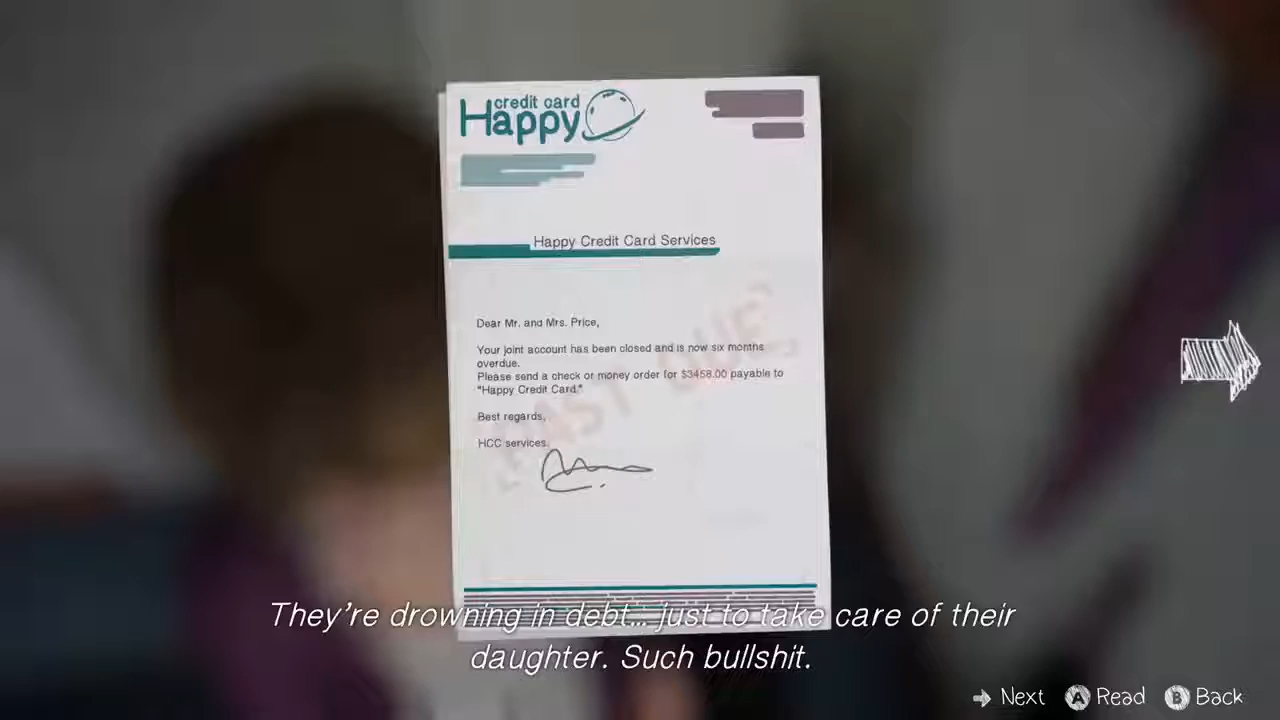 credit card
Happy
Happy Credit Card Services
Dear Mr. and Mrs. Price,
Your joint account has been closed and is now six months
overdue.
Please send a check or money order for $3458.00 payable to
"Happy Credit Card."
PAST DUE
Best regards,
HCC services.
They're drowning in debt... just to take care of their
daughter. Such bullshit.
Next A Read B Back